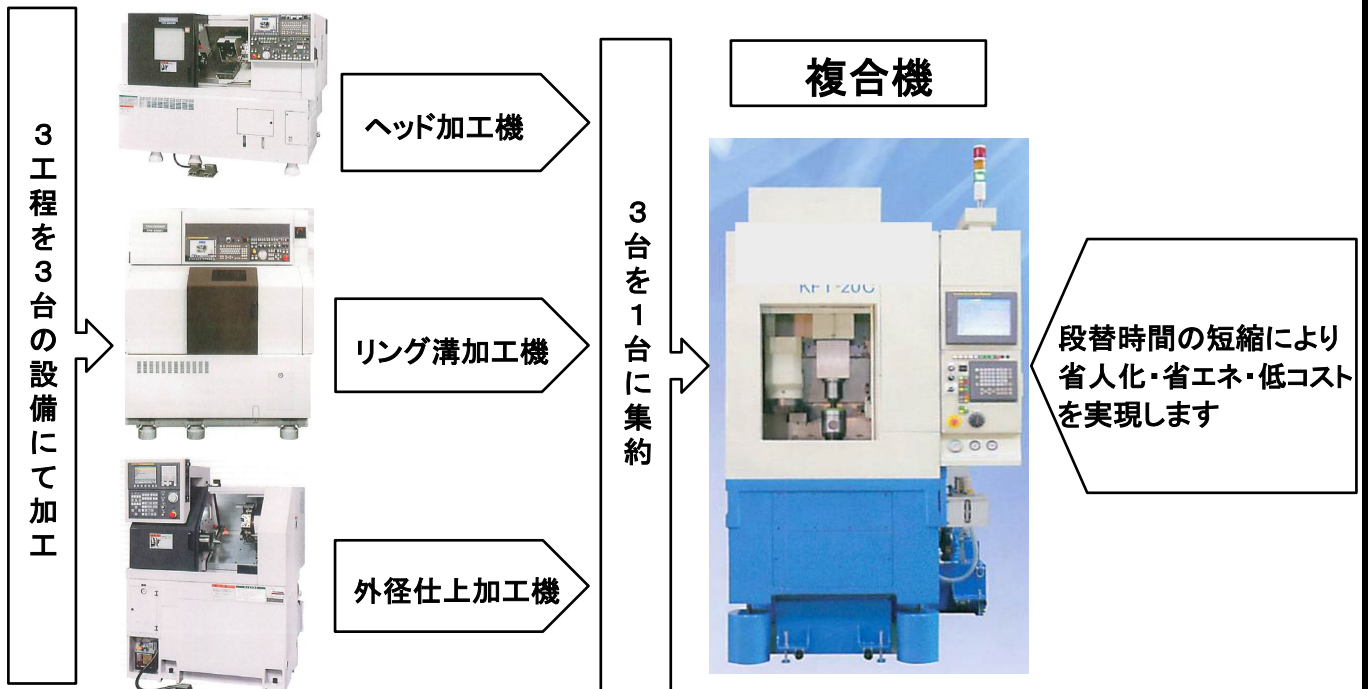 3工程を3台の設備にて加工
ヘッド加工機
リング溝加工機
外径仕上加工機
3台を1台に集約
複合機
段替時間の短縮により
省人化・省エネ・低コスト
を実現します